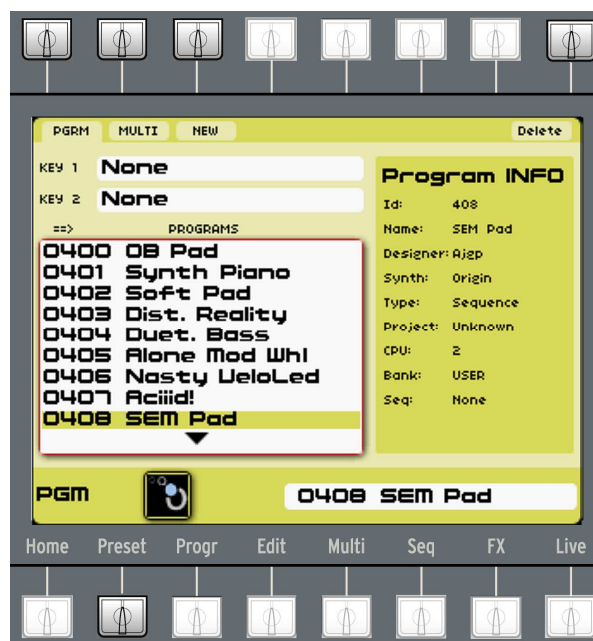 PGRM MULTI NEW Delete
KEY 1 None
KEY 2 None
==> PROGRAMS
0400 OB Pad
0401 Synth Piano
0402 Soft Pad
0403 Dist. Reality
0404 Duet. Bass
0405 Alone Mod Whl
0406 Nasty VeloLed
0407 Aciiid!
0408 SEM Pad
Program INFO
Id: 408
Name: SEM Pad
Designer: Ajgp
Synth: Origin
Type: Sequence
Project: Unknown
CPU: 2
Bank: USER
Seq: None
PGM 0408 SEM Pad
Home Preset Progr Edit Multi Seq FX Live